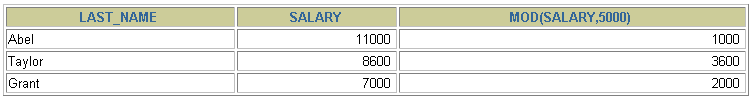 LAST_NAME SALARY MOD(SALARY,5000)
Abel 11000 1000
Taylor 8600 3600
Grant 7000 2000